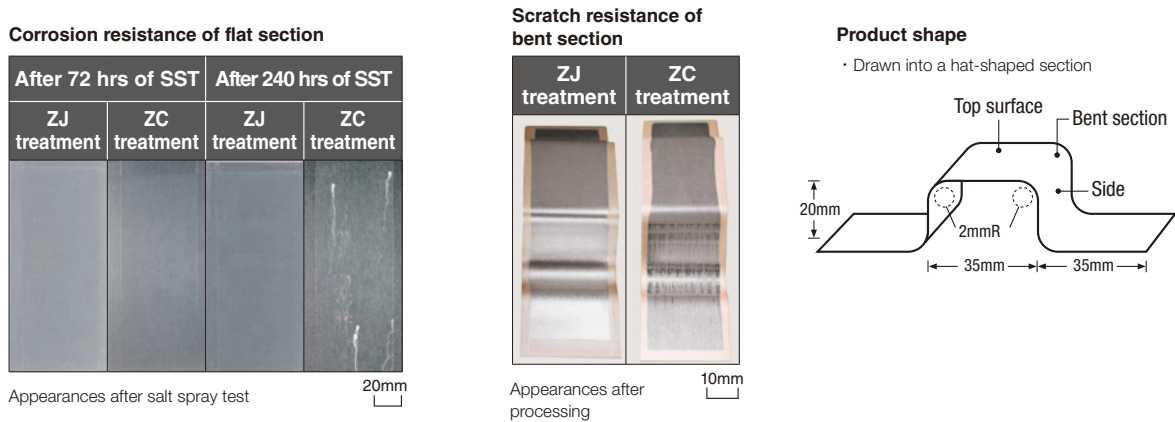 Corrosion resistance of flat section
After 72 hrs of SST
After 240 hrs of SST
ZJ
treatment
ZC
treatment
ZJ
treatment
ZC
treatment
Appearances after salt spray test
20mm
Scratch resistance of
bent section
ZJ
treatment
ZC
treatment
Appearances after
processing
10mm
Product shape
・Drawn into a hat-shaped section
Top surface
Bent section
Side
20mm
2mmR
35mm
35mm